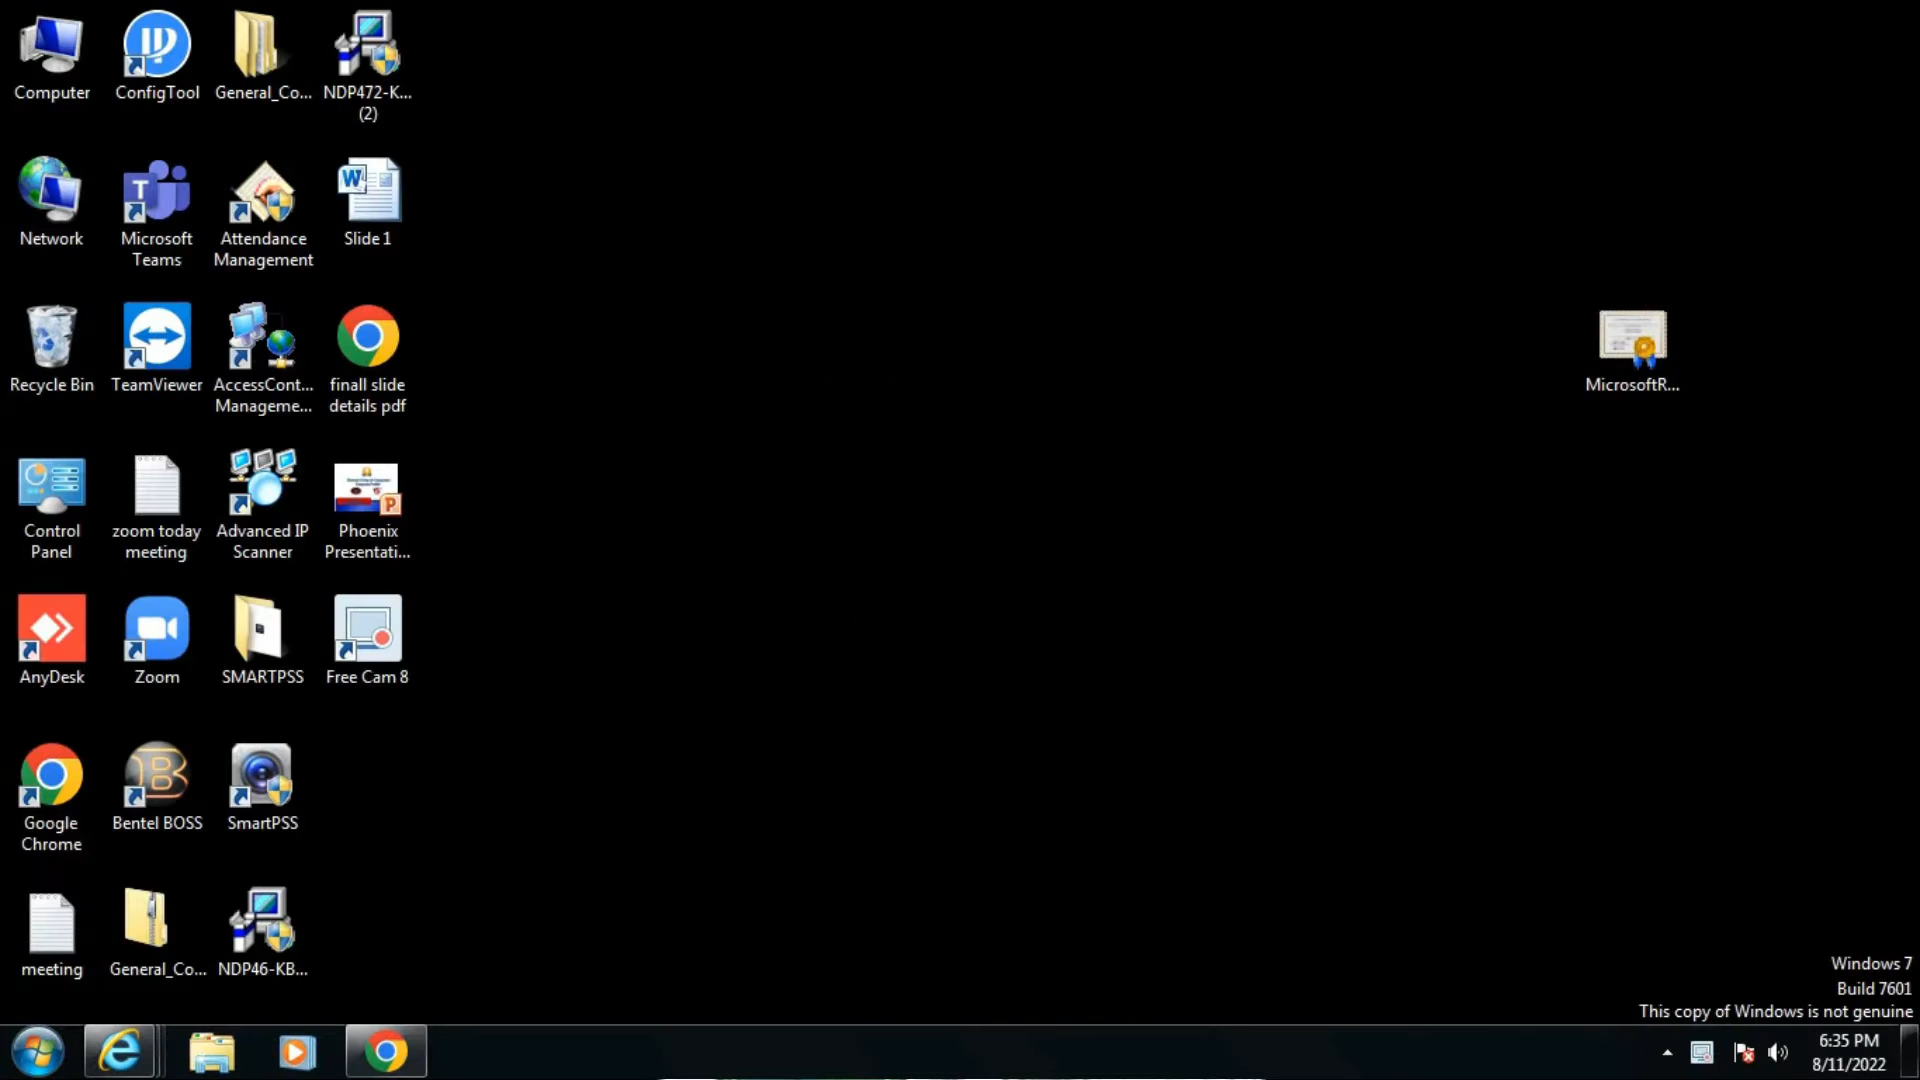 Computer
ConfigTool
General_Co...
NDP472-K...
(2)
Network
Microsoft
Teams
Attendance
Management
Slide 1
Recycle Bin
TeamViewer
AccessCont...
Manageme...
finall slide
details pdf
MicrosoftR...
Control
Panel
zoom today
meeting
Advanced IP
Scanner
Phoenix
Presentati...
AnyDesk
Zoom
SMARTPSS
Free Cam 8
Google
Chrome
Bentel BOSS
SmartPSS
meeting
General_Co...
NDP46-KB...
Windows 7
Build 7601
This copy of Windows is not genuine
6:35 PM
8/11/2022